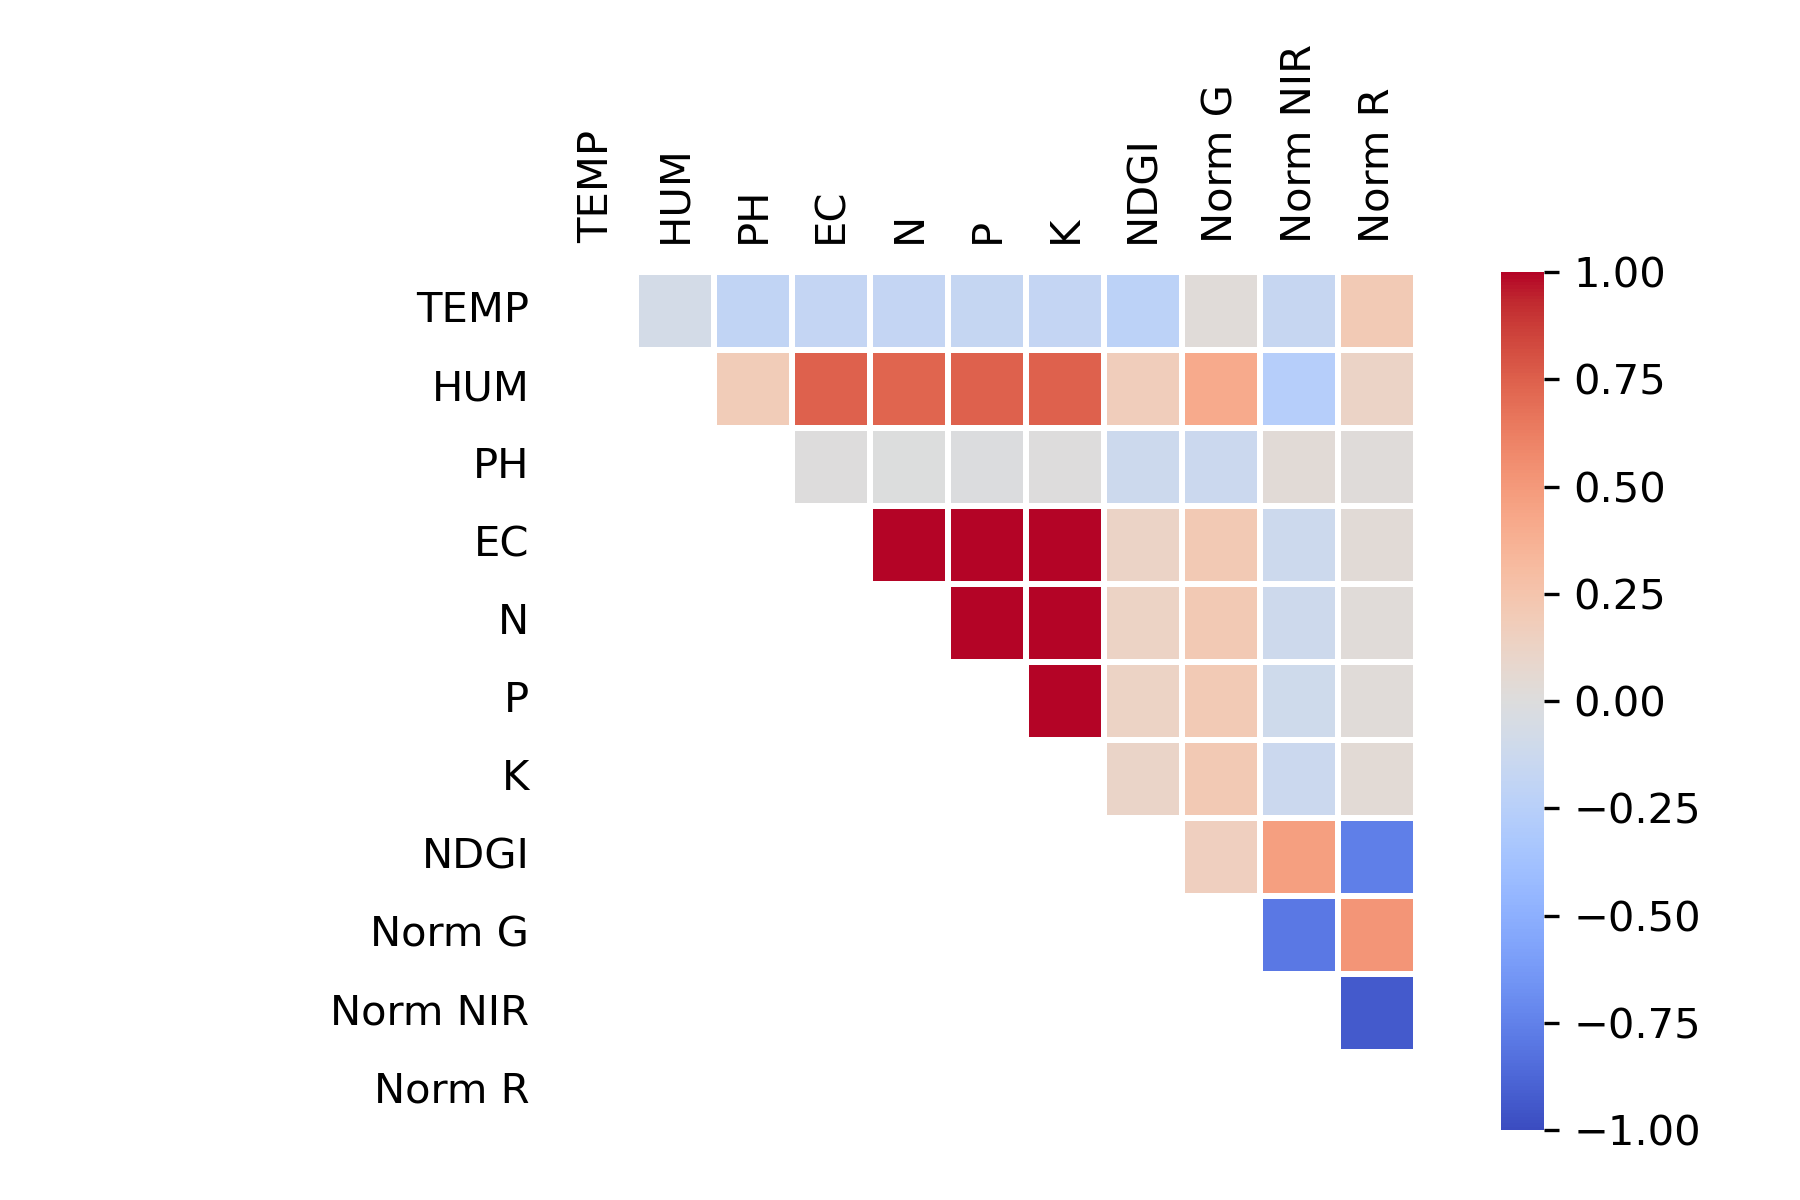 TEMP
HUM
PH
EC
N
P
K
NDGI
Norm G
Norm NIR
Norm R
TEMP
HUM
PH
EC
N
P
K
NDGI
Norm G
Norm NIR
Norm R
1.00
0.75
0.50
0.25
0.00
−0.25
−0.50
−0.75
−1.00